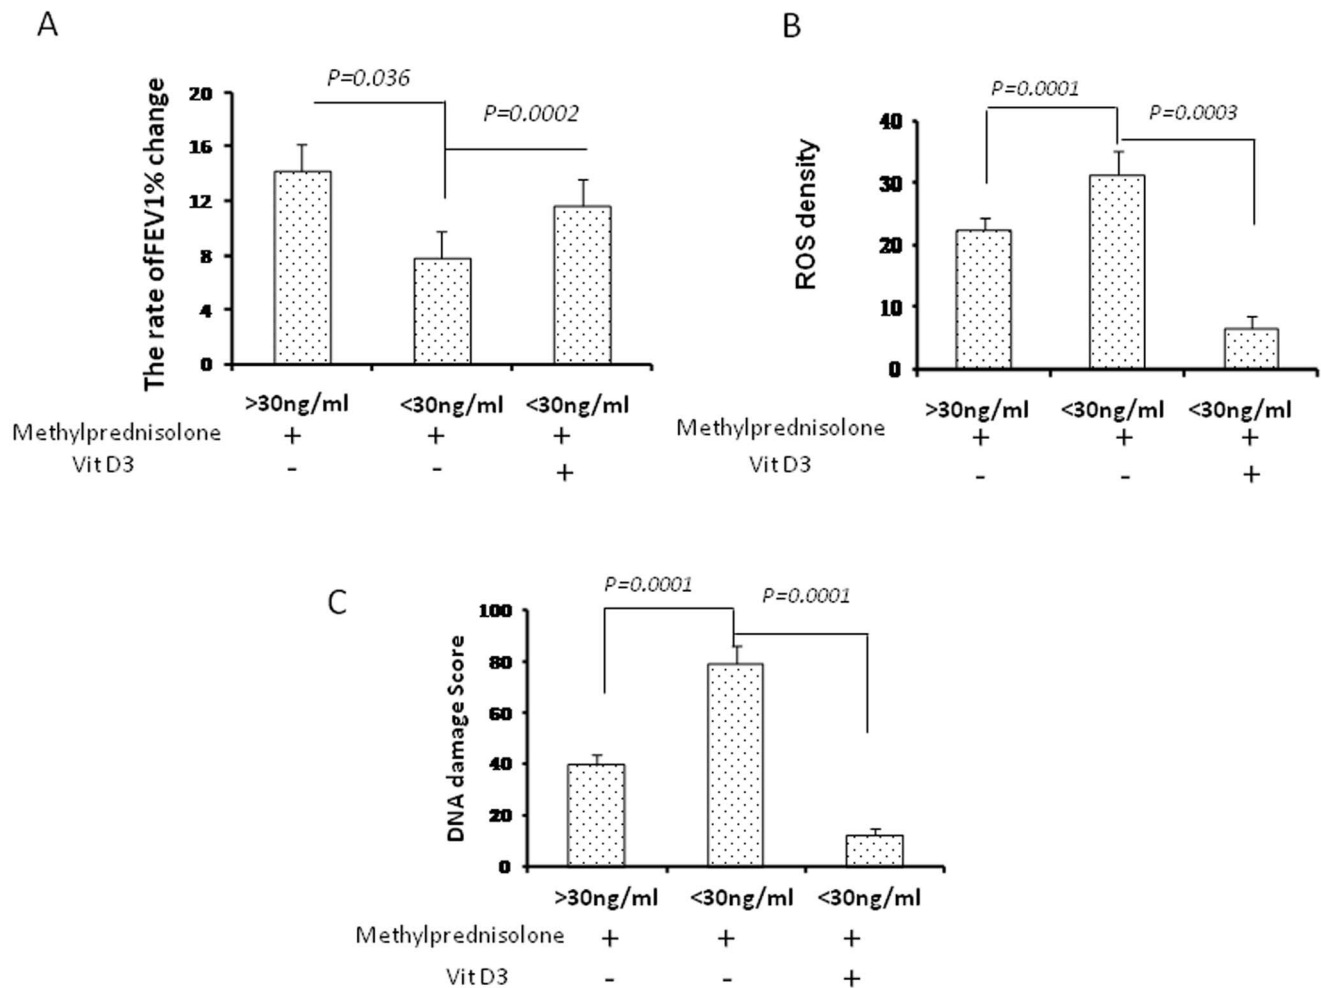 A
P=0.036
P=0.0002
The rate ofFEV1% change
20
16
12
8
4
0
>30ng/ml <30ng/ml <30ng/ml
Methylprednisolone + + +
Vit D3 - - +
B
P=0.0001
P=0.0003
ROS density
40
30
20
10
0
>30ng/ml <30ng/ml <30ng/ml
Methylprednisolone + + +
Vit D3 - - +
C
P=0.0001
P=0.0001
DNA damage Score
100
80
60
40
20
0
>30ng/ml <30ng/ml <30ng/ml
Methylprednisolone + + +
Vit D3 - - +